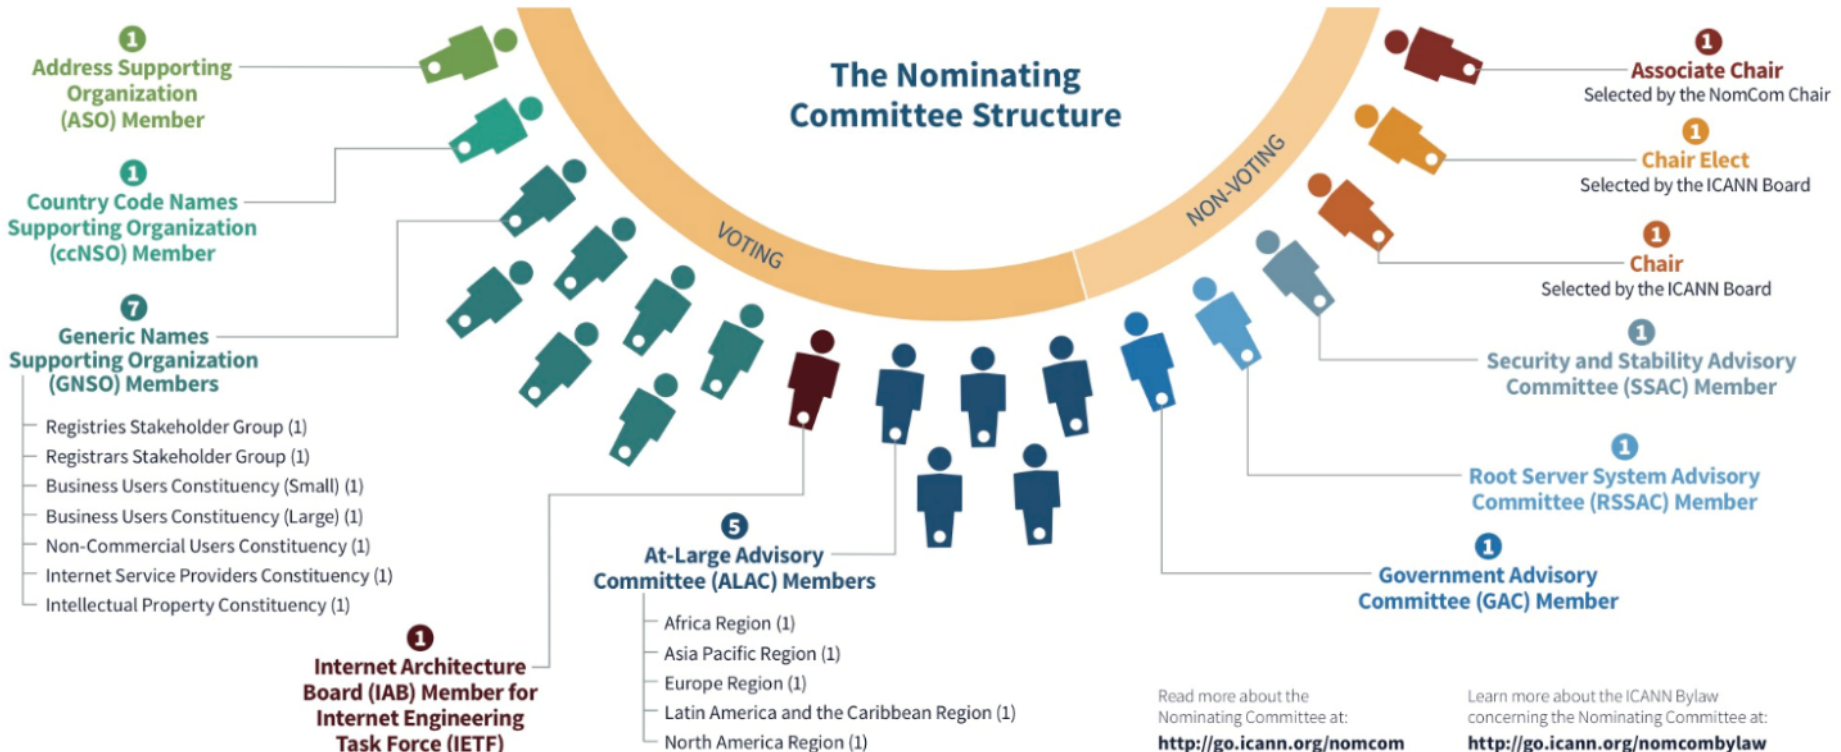 The Nominating
Committee Structure
VOTING
NON-VOTING
1
Address Supporting
Organization
(ASO) Member
1
Country Code Names
Supporting Organization
(ccNSO) Member
7
Generic Names
Supporting Organization
(GNSO) Members
Registries Stakeholder Group (1)
Registrars Stakeholder Group (1)
Business Users Constituency (Small) (1)
Business Users Constituency (Large) (1)
Non-Commercial Users Constituency (1)
Internet Service Providers Constituency (1)
Intellectual Property Constituency (1)
1
Internet Architecture
Board (IAB) Member for
Internet Engineering
Task Force (IETF)
5
At-Large Advisory
Committee (ALAC) Members
Africa Region (1)
Asia Pacific Region (1)
Europe Region (1)
Latin America and the Caribbean Region (1)
North America Region (1)
1
Associate Chair
Selected by the NomCom Chair
1
Chair Elect
Selected by the ICANN Board
1
Chair
Selected by the ICANN Board
1
Security and Stability Advisory
Committee (SSAC) Member
1
Root Server System Advisory
Committee (RSSAC) Member
1
Government Advisory
Committee (GAC) Member
Read more about the
Nominating Committee at:
http://go.icann.org/nomcom
Learn more about the ICANN Bylaw
concerning the Nominating Committee at:
http://go.icann.org/nomcombylaw